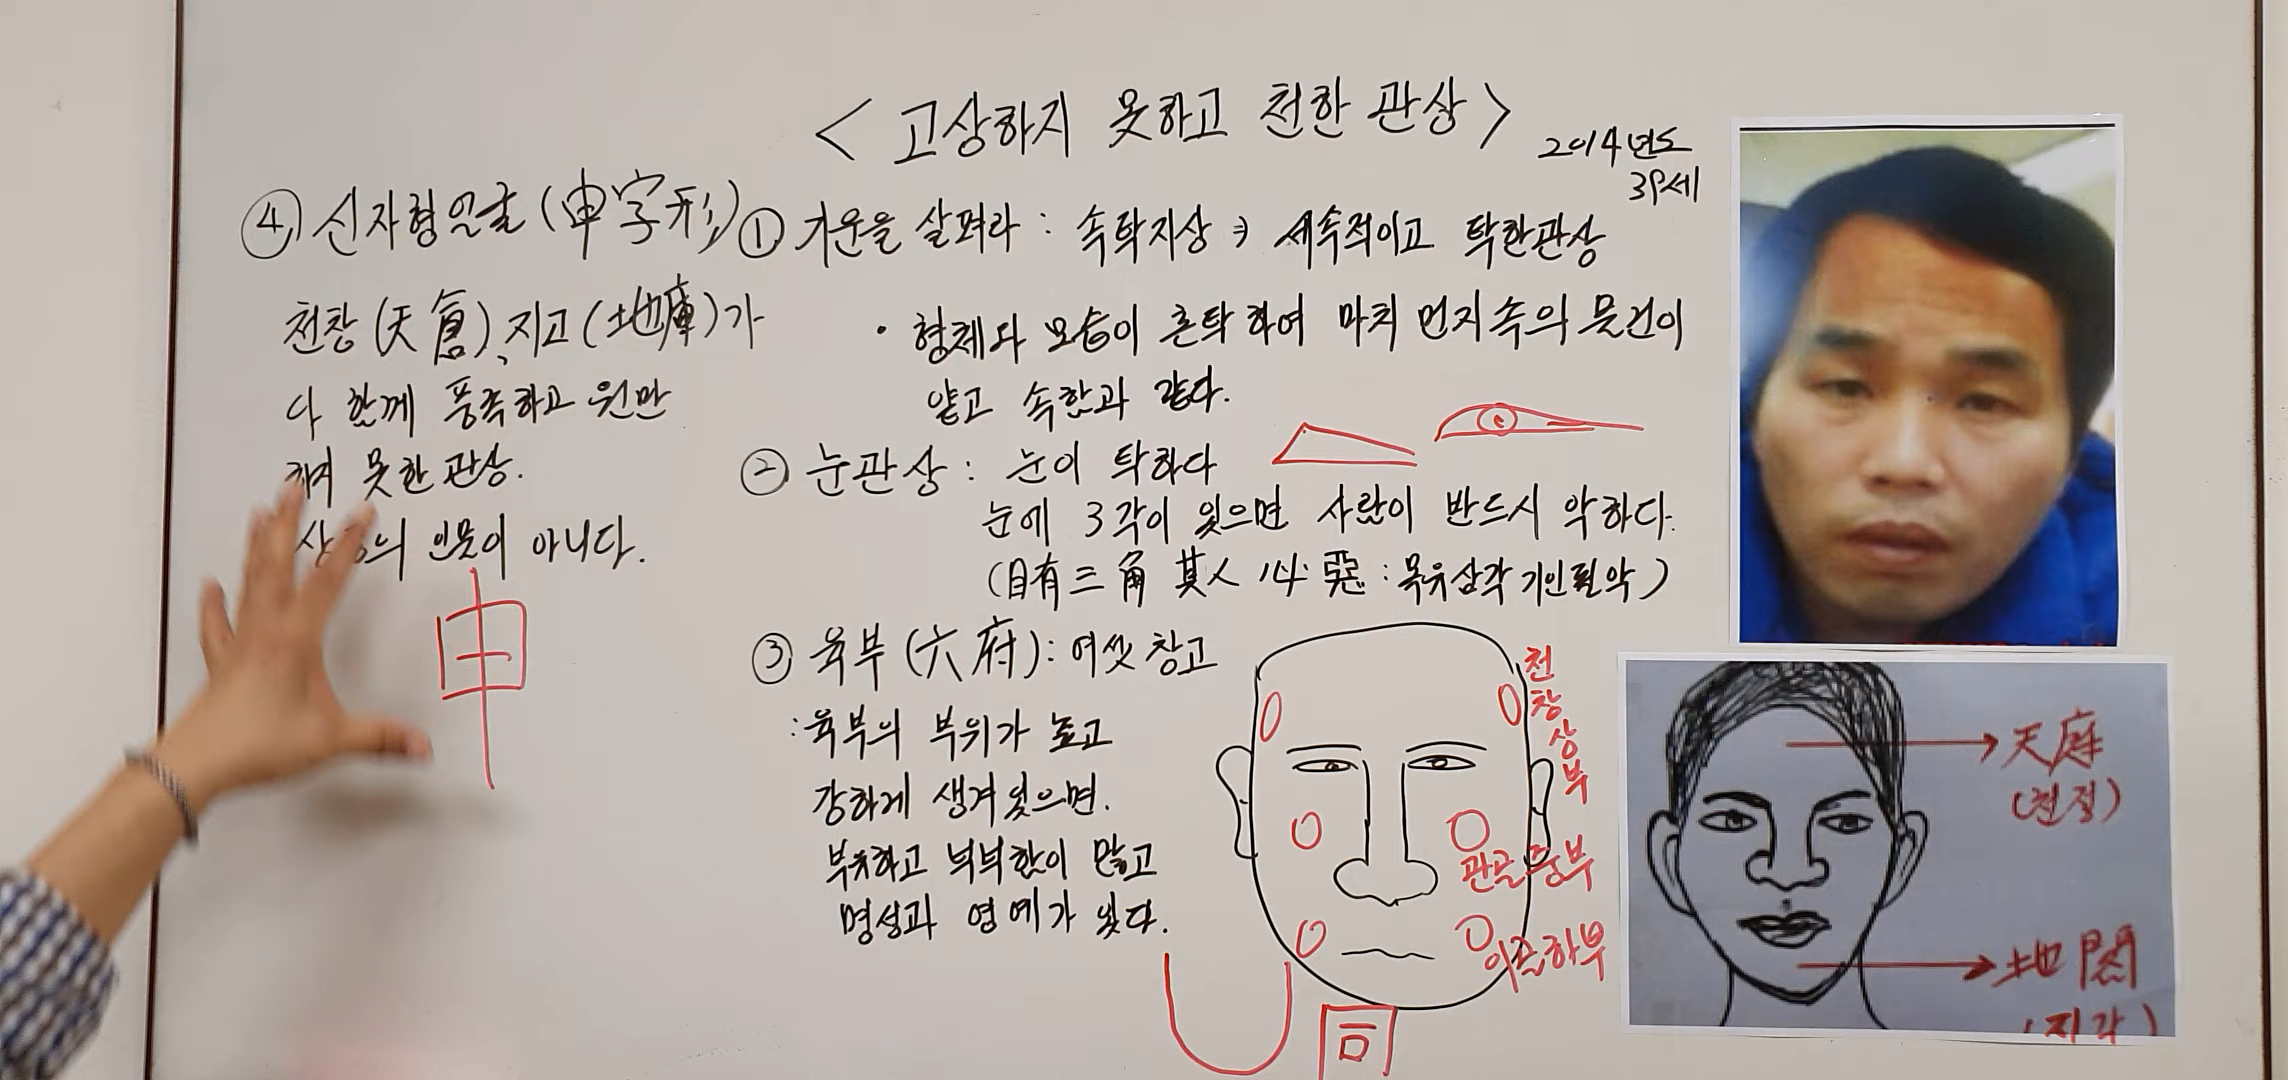 < 고상하지 못하고 천한 관상 >
2014년도
39세
① 기운을 살펴라 : 속탁지상 ⇒ 세속적이고 탁한관상
• 형체와 모습이 혼탁하여 마치 먼지속의 물건이
얕고 속함과 같다.
② 눈관상 : 눈이 탁하다
눈에 3각이 있으면 사람이 반드시 악하다.
(目有三角 其人 心 惡 : 목유삼각 기인필악)
③ 육부(六府) : 여섯창고
: 육부의 부위가 높고
강하게 생겨있으면.
부유하고 넉넉함이 많고
명성과 영예가 있다.
④ 신자형얼굴(申字形)
천창(天倉), 지고(地庫)가
다 함께 풍족하고 원만
하지 못한 관상.
의 인물이 아니다.
申
천창상부
관골중부
이골하부
同
天庭
(천정)
地閣
(지각)